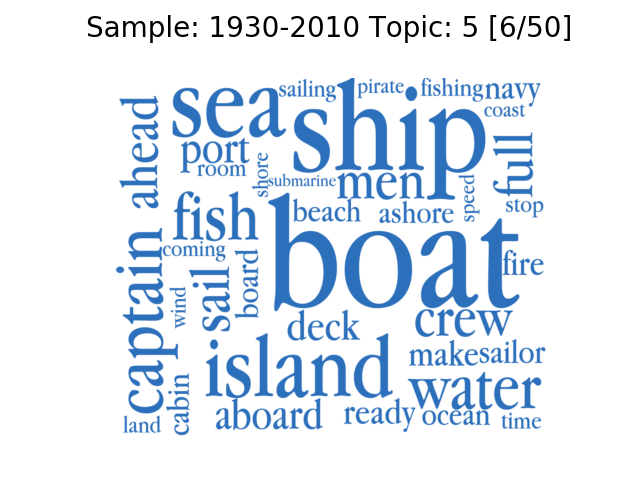 Sample: 1930-2010 Topic: 5 [6/50]
sea sailing ship pirate fishing navy
coast
ahead
port
room
shore
submarine
men
speed
full
stop
fish
beach
ashore
coming
boat
captain
wind
sail
board
fire
deck
crew
island
make sailor
water
cabin
land
aboard
ready
ocean
time